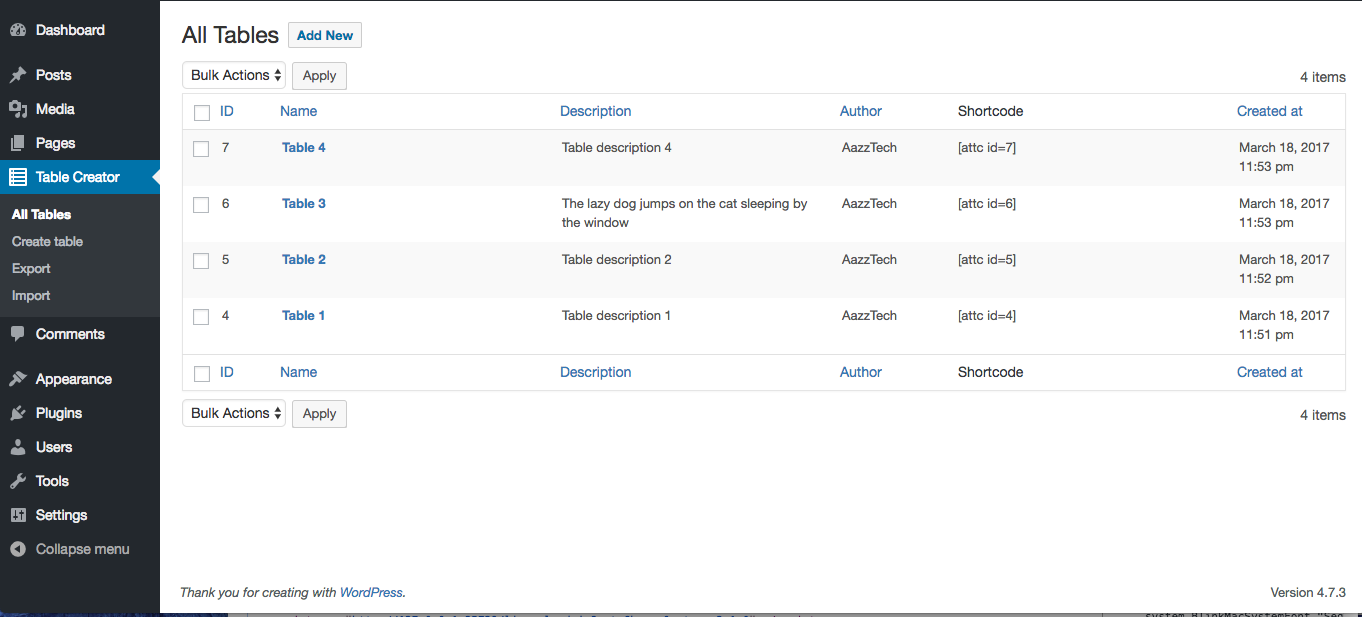 Dashboard
Posts
Media
Pages
Table Creator
All Tables
Create table
Export
Import
Comments
Appearance
Plugins
Users
Tools
Settings
Collapse menu
All Tables Add New
Bulk Actions Apply 4 items
ID Name Description Author Shortcode Created at
7 Table 4 Table description 4 AazzTech [attc id=7] March 18, 2017
11:53 pm
6 Table 3 The lazy dog jumps on the cat sleeping by AazzTech [attc id=6] March 18, 2017
the window 11:53 pm
5 Table 2 Table description 2 AazzTech [attc id=5] March 18, 2017
11:52 pm
4 Table 1 Table description 1 AazzTech [attc id=4] March 18, 2017
11:51 pm
ID Name Description Author Shortcode Created at
Bulk Actions Apply 4 items
Thank you for creating with WordPress. Version 4.7.3